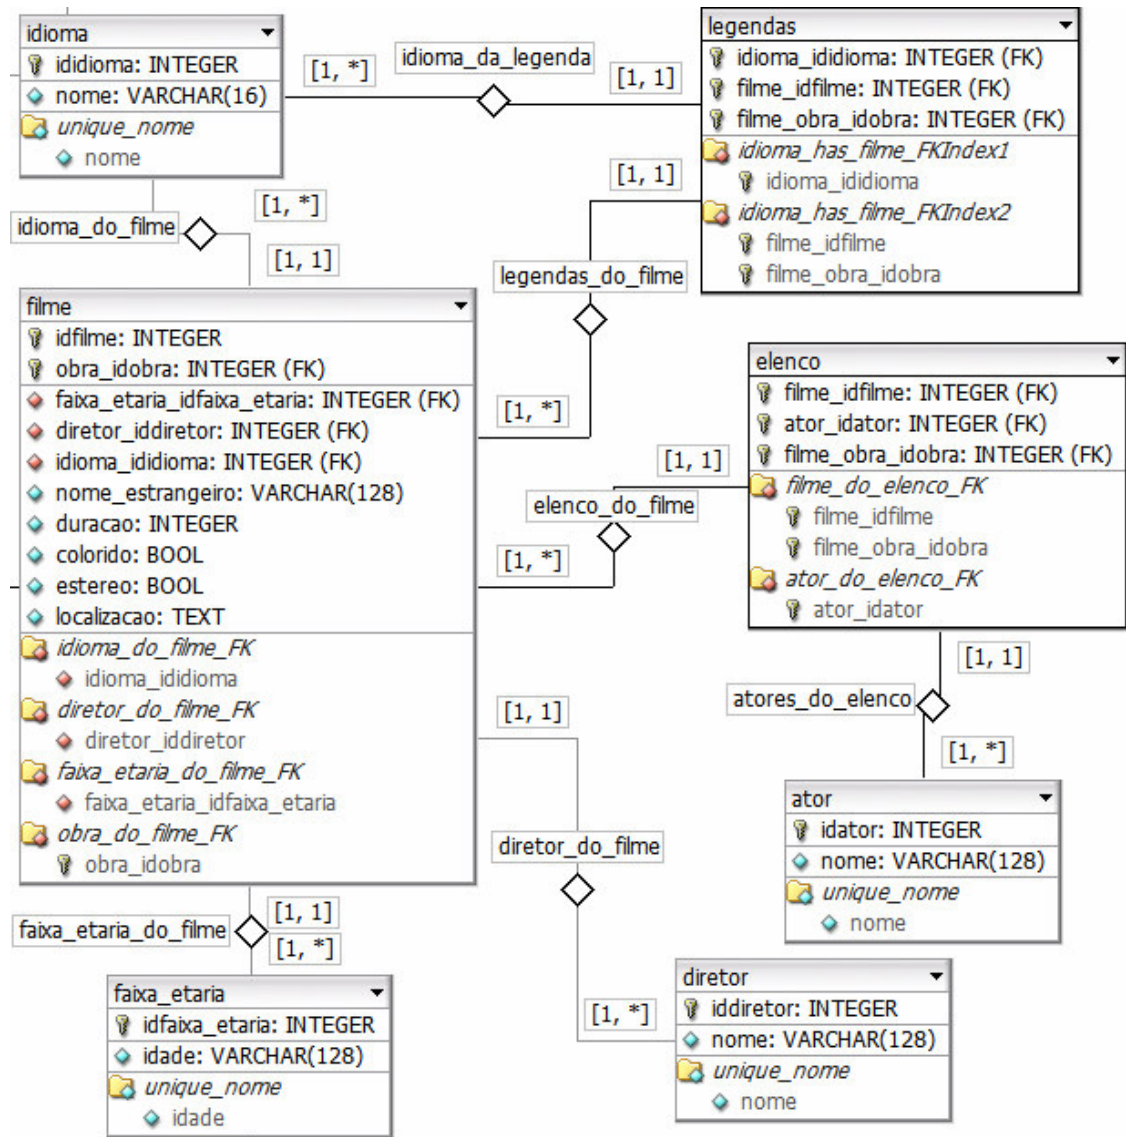 idioma
ididioma: INTEGER
nome: VARCHAR(16)
unique_nome
nome
[1, *]
idioma_da_legenda
[1, 1]
legendas
idioma_ididioma: INTEGER (FK)
filme_idfilme: INTEGER (FK)
filme_obra_idobra: INTEGER (FK)
idioma_has_filme_FKIndex1
idioma_ididioma
idioma_has_filme_FKIndex2
filme_idfilme
filme_obra_idobra
[1, *]
idioma_do_filme
[1, 1]
[1, 1]
legendas_do_filme
[1, *]
filme
idfilme: INTEGER
obra_idobra: INTEGER (FK)
faixa_etaria_idfaixa_etaria: INTEGER (FK)
diretor_iddiretor: INTEGER (FK)
idioma_ididioma: INTEGER (FK)
nome_estrangeiro: VARCHAR(128)
duracao: INTEGER
colorido: BOOL
estereo: BOOL
localizacao: TEXT
idioma_do_filme_FK
idioma_ididioma
diretor_do_filme_FK
diretor_iddiretor
faixa_etaria_do_filme_FK
faixa_etaria_idfaixa_etaria
obra_do_filme_FK
obra_idobra
elenco
filme_idfilme: INTEGER (FK)
ator_idator: INTEGER (FK)
filme_obra_idobra: INTEGER (FK)
filme_do_elenco_FK
filme_idfilme
filme_obra_idobra
ator_do_elenco_FK
ator_idator
[1, 1]
elenco_do_filme
[1, *]
[1, 1]
atores_do_elenco
[1, *]
ator
idator: INTEGER
nome: VARCHAR(128)
unique_nome
nome
[1, 1]
diretor_do_filme
[1, *]
diretor
iddiretor: INTEGER
nome: VARCHAR(128)
unique_nome
nome
[1, 1]
faixa_etaria_do_filme
[1, *]
faixa_etaria
idfaixa_etaria: INTEGER
idade: VARCHAR(128)
unique_nome
idade